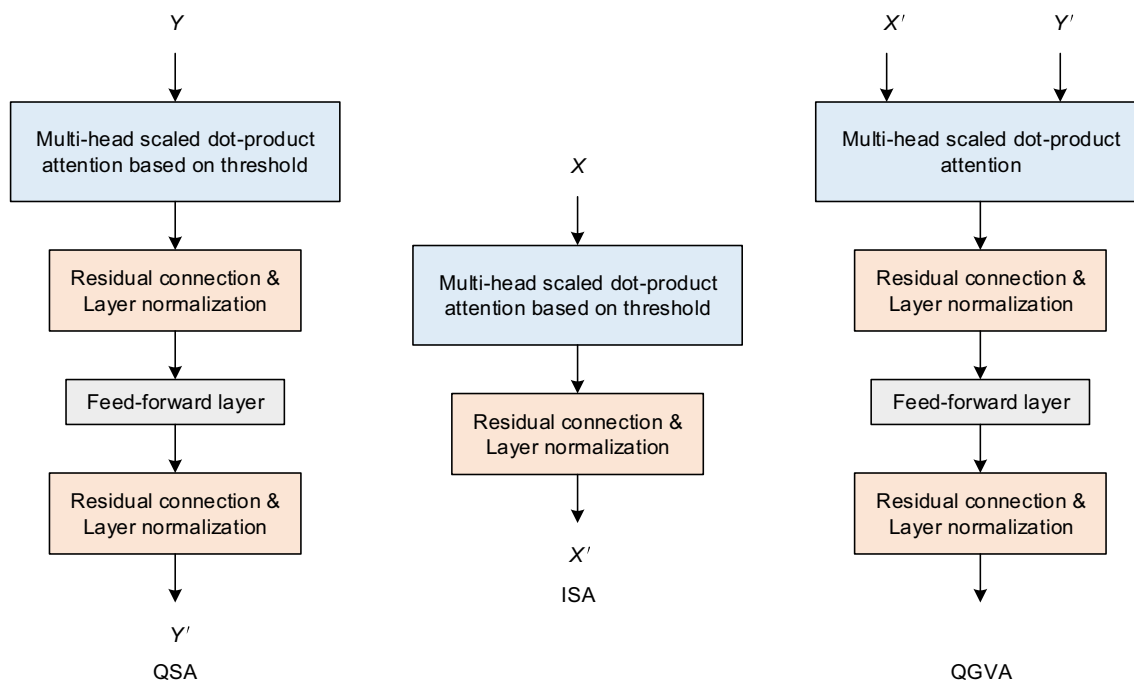 Y
Multi-head scaled dot-product
attention based on threshold
Residual connection &
Layer normalization
Feed-forward layer
Residual connection &
Layer normalization
Y′
QSA
X
Multi-head scaled dot-product
attention based on threshold
Residual connection &
Layer normalization
X′
ISA
X′ Y′
Multi-head scaled dot-product
attention
Residual connection &
Layer normalization
Feed-forward layer
Residual connection &
Layer normalization
QGVA